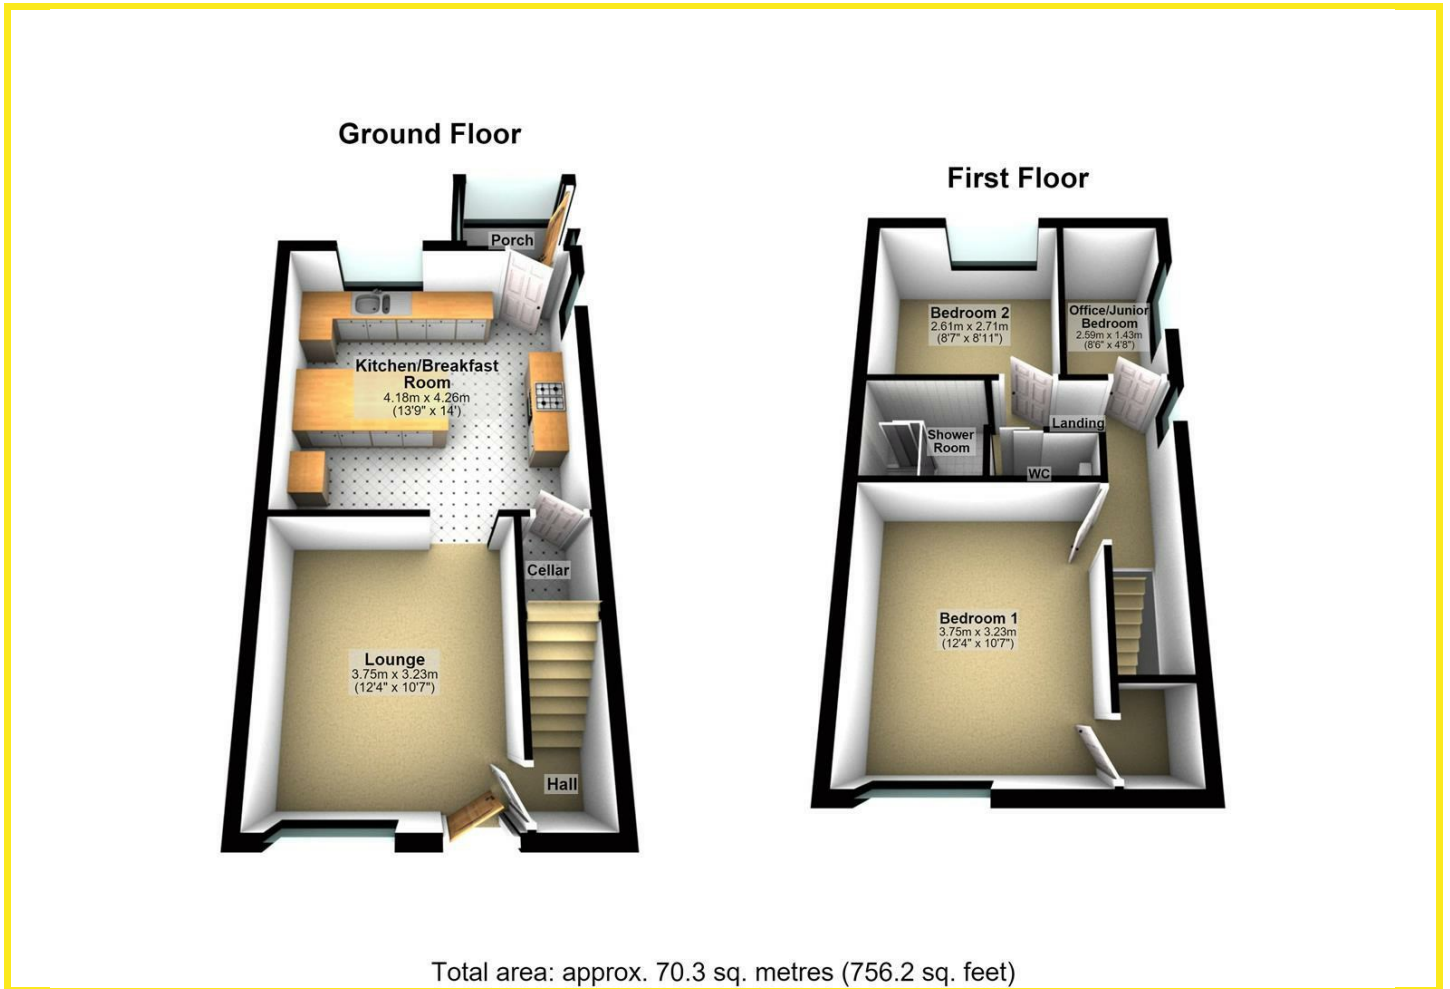 Ground Floor
Porch
Kitchen/Breakfast
Room
4.18m x 4.26m
(13'9" x 14')
Cellar
Lounge
3.75m x 3.23m
(12'4" x 10'7")
Hall
First Floor
Bedroom 2
2.61m x 2.71m
(8'7" x 8'11")
Office/Junior
Bedroom
2.59m x 1.43m
(8'6" x 4'8")
Landing
Shower
Room
WC
Bedroom 1
3.75m x 3.23m
(12'4" x 10'7")
Total area: approx. 70.3 sq. metres (756.2 sq. feet)